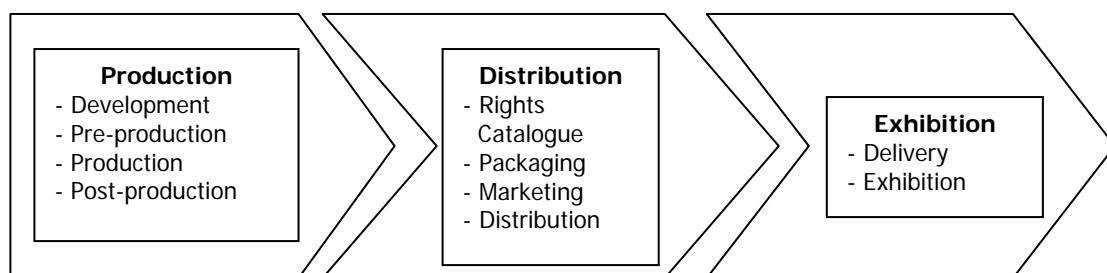 Production
- Development
- Pre-production
- Production
- Post-production
Distribution
- Rights
Catalogue
- Packaging
- Marketing
- Distribution
Exhibition
- Delivery
- Exhibition